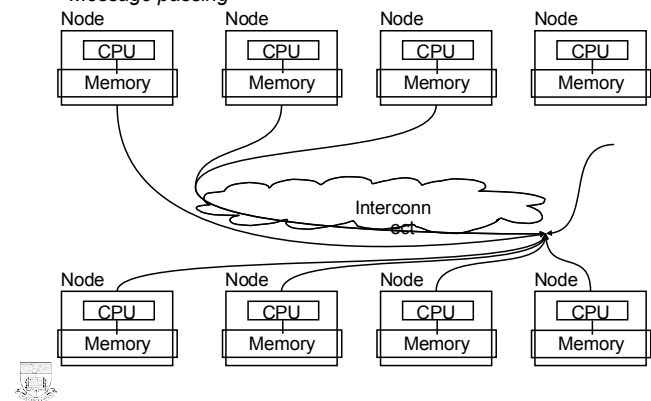 Message passing
Node Node Node Node
CPU CPU CPU CPU
Memory Memory Memory Memory
Interconn
ect
Node Node Node Node
CPU CPU CPU CPU
Memory Memory Memory Memory